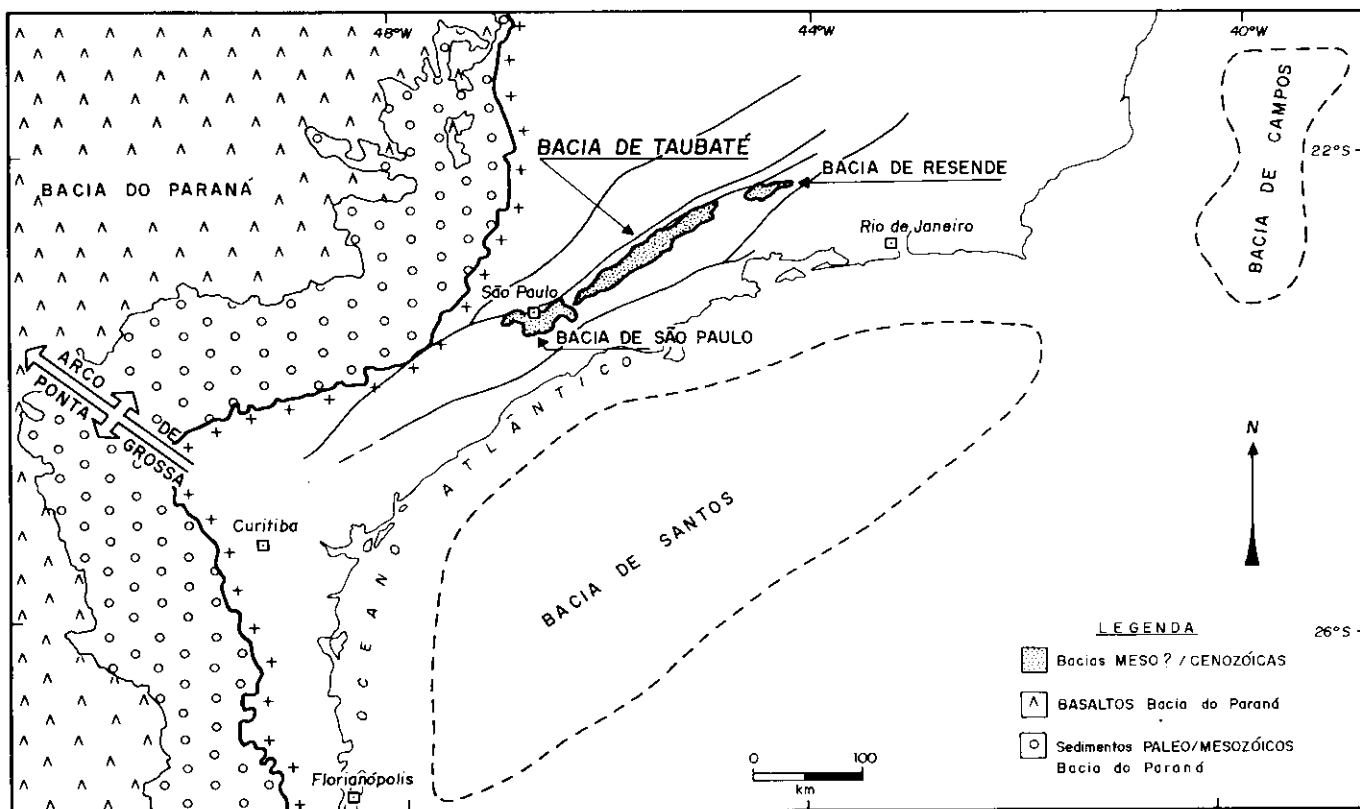 48°W
44°W
40°W
BACIA DE CAMPOS
22°S
BACIA DE TAUBATÉ
BACIA DE RESENDE
BACIA DO PARANÁ
Rio de Janeiro
São Paulo
BACIA DE SÃO PAULO
ARCO DE
PONTA GROSSA
OCEANO ATLÂNTICO
N
Curitiba
BACIA DE SANTOS
LEGENDA
26°S
Bacias MESO ? / CENOZÓICAS
BASALTOS Bacia do Paraná
Sedimentos PALEO/MESOZÓICOS
Bacia do Paraná
0 100
km
Florianópolis